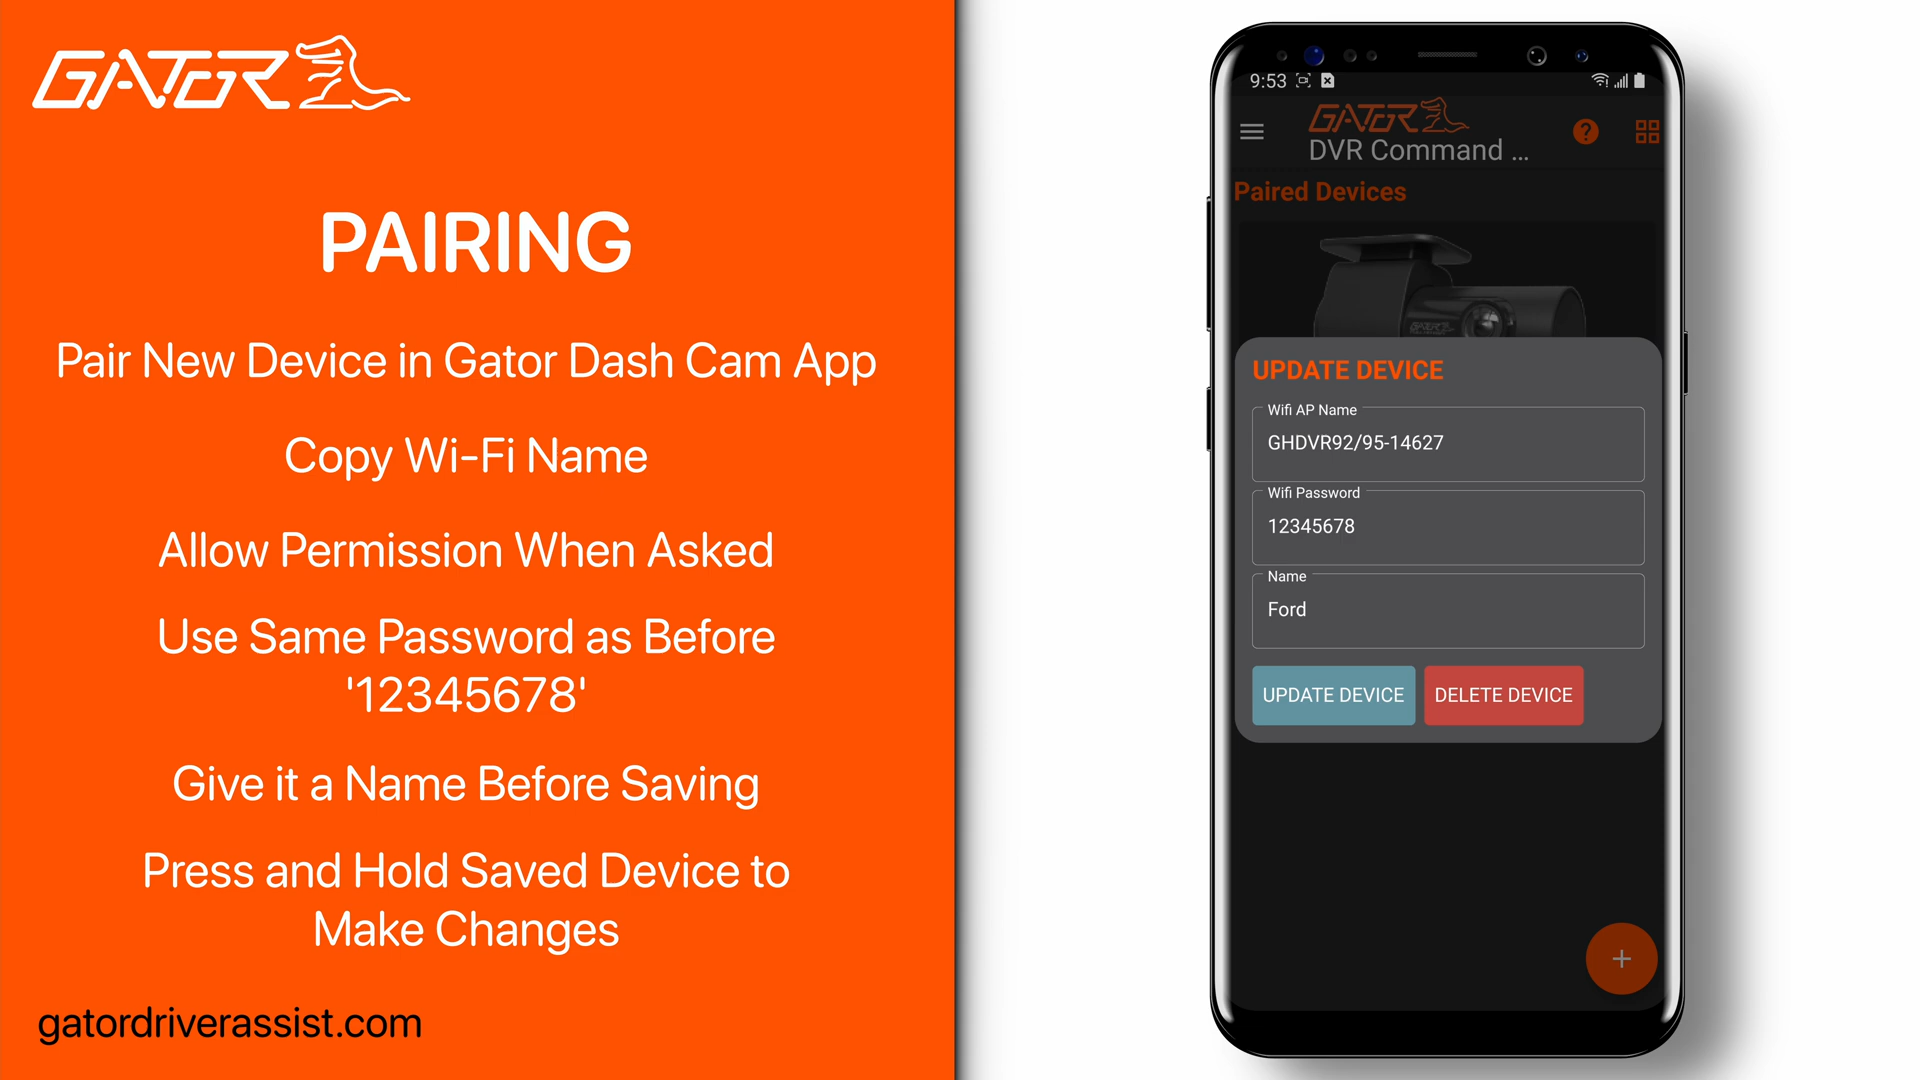 GATOR
PAIRING
Pair New Device in Gator Dash Cam App
Copy Wi-Fi Name
Allow Permission When Asked
Use Same Password as Before
'12345678'
Give it a Name Before Saving
Press and Hold Saved Device to
Make Changes
gatordriverassist.com
9:53
GATOR
DVR Command ...
Paired Devices
GATOR
UPDATE DEVICE
Wifi AP Name
GHDVR92/95-14627
Wifi Password
12345678
Name
Ford
UPDATE DEVICE DELETE DEVICE
+